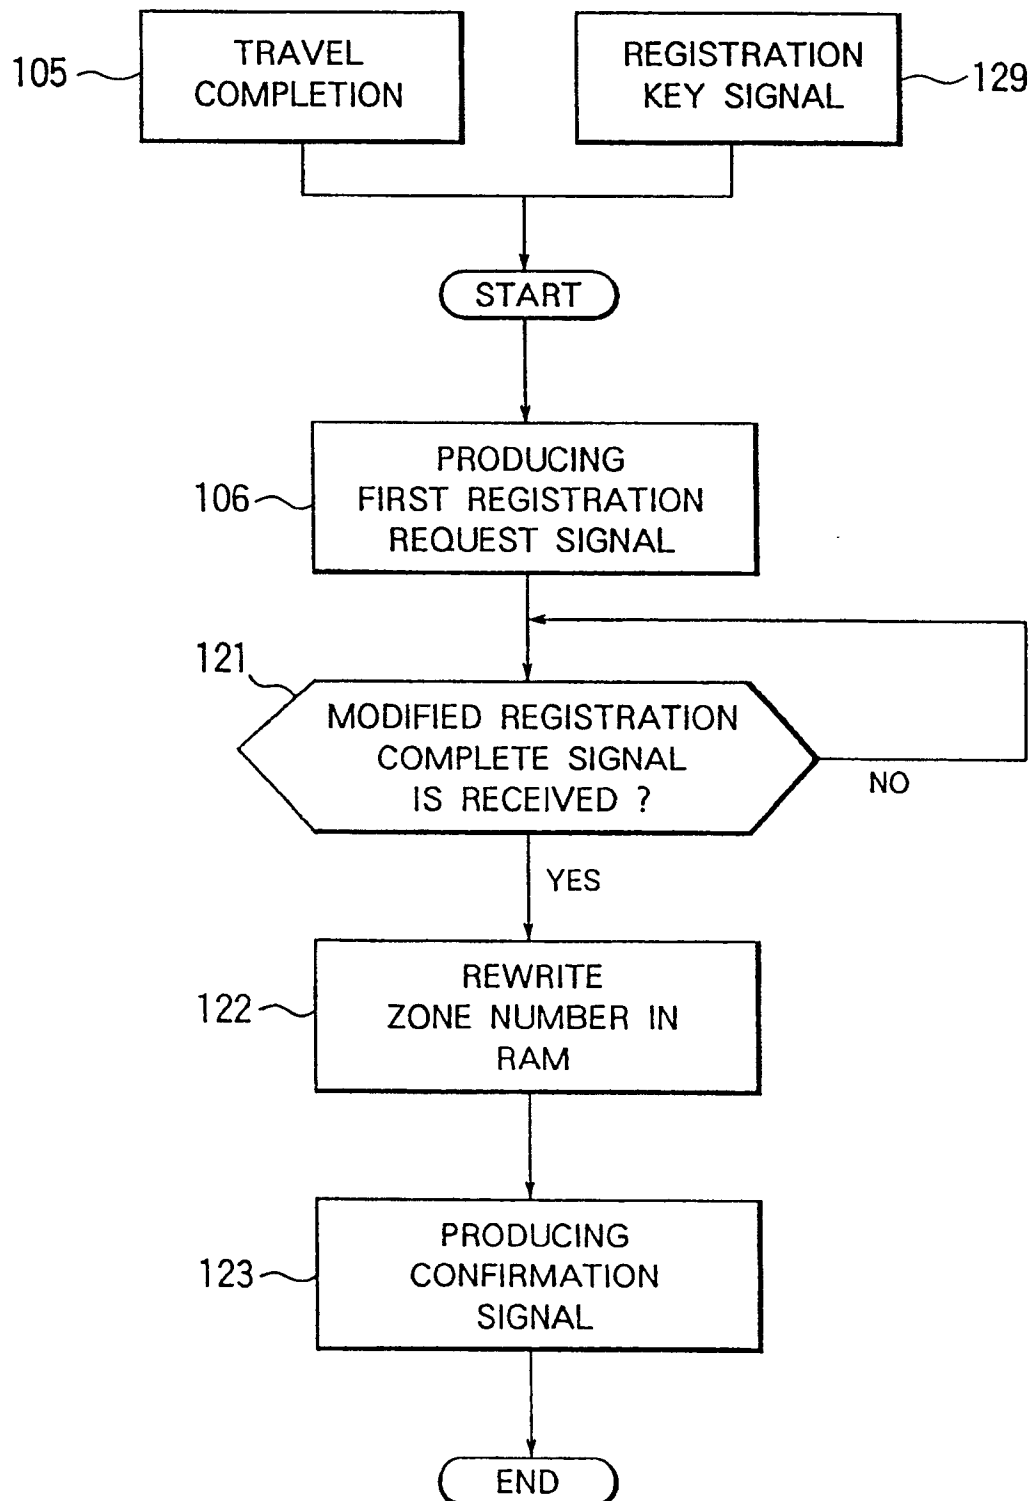 105
TRAVEL
COMPLETION
REGISTRATION
KEY SIGNAL
129
START
106
PRODUCING
FIRST REGISTRATION
REQUEST SIGNAL
121
MODIFIED REGISTRATION
COMPLETE SIGNAL
IS RECEIVED ?
NO
YES
122
REWRITE
ZONE NUMBER IN
RAM
123
PRODUCING
CONFIRMATION
SIGNAL
END